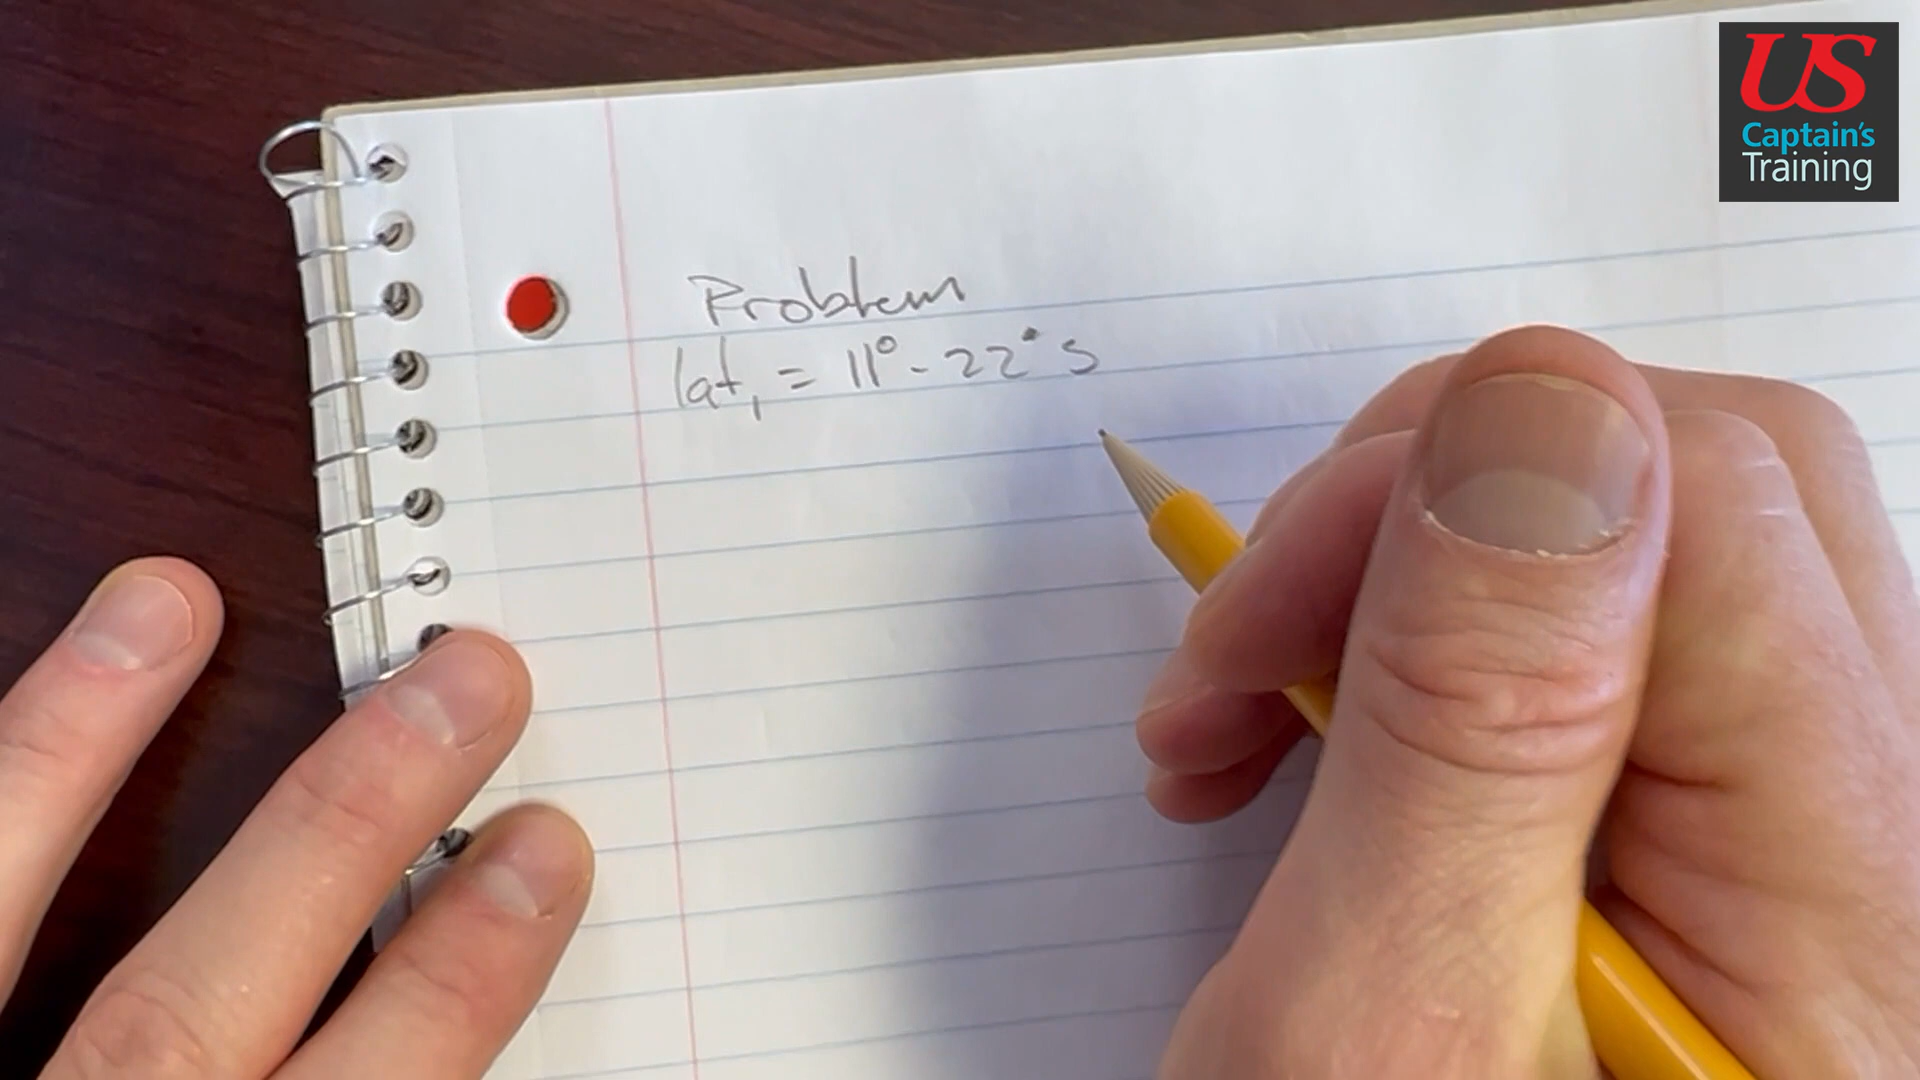 Problem
lat₁ = 11° - 22° S
US
Captain's
Training